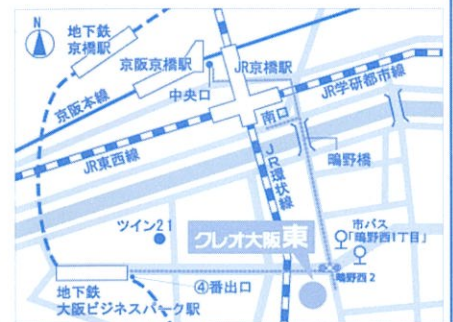 N
地下鉄
京橋駅
京阪京橋駅
JR京橋駅
中央口
JR学研都市線
京阪本線
南口
JR東西線
JR環状線
鴫野橋
ツイン21
クレオ大阪東
市バス
「鴫野西1丁目」
鴫野西2
④番出口
地下鉄
大阪ビジネスパーク駅